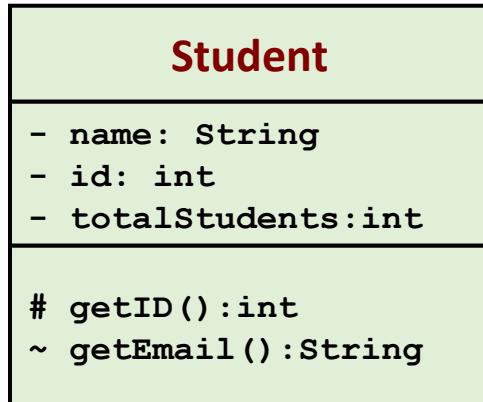 Student
- name: String
- id: int
- totalStudents:int
# getID():int
~ getEmail():String